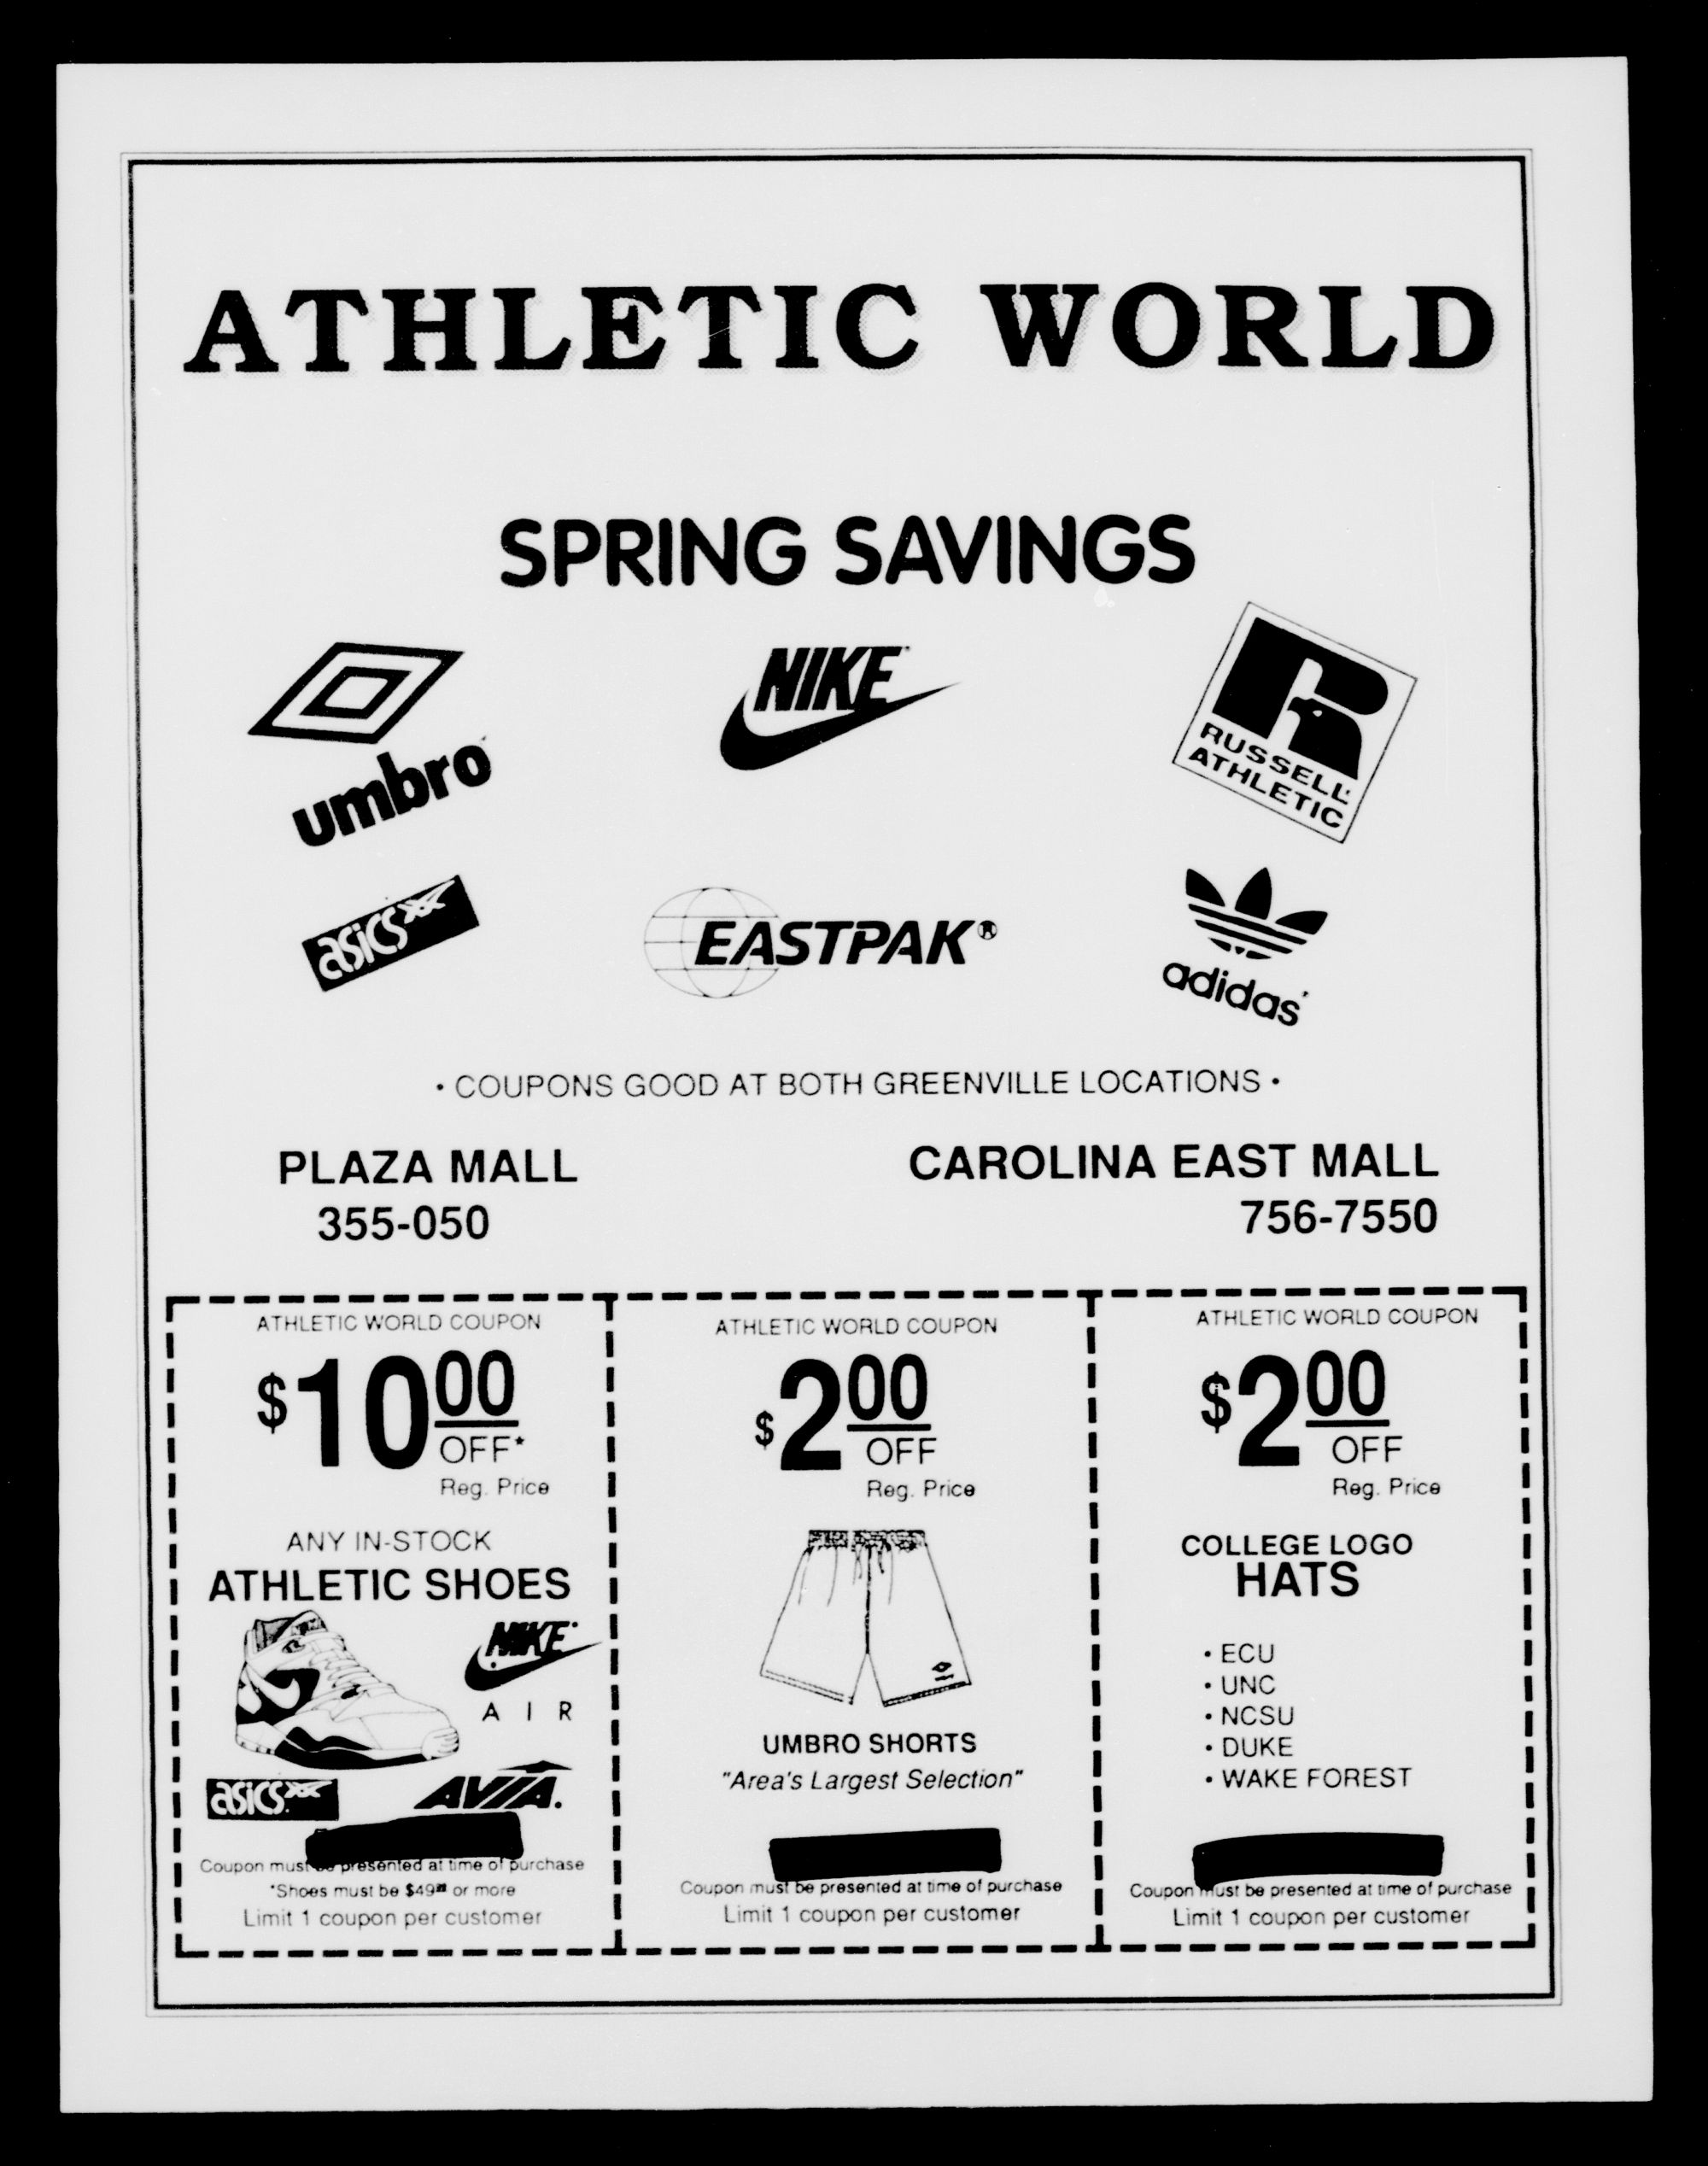 ATHLETIC WORLD
SPRING SAVINGS
umbro
NIKE
RUSSELL
ATHLETIC
asics
EASTPAK®
adidas
• COUPONS GOOD AT BOTH GREENVILLE LOCATIONS •
PLAZA MALL
355-050
CAROLINA EAST MALL
756-7550
ATHLETIC WORLD COUPON
$10 00
OFF*
Reg. Price
ANY IN-STOCK
ATHLETIC SHOES
NIKE
AIR
asics
AVIA.
Coupon must be presented at time of purchase
*Shoes must be $49 or more
Limit 1 coupon per customer
ATHLETIC WORLD COUPON
$2 00
OFF
Reg. Price
UMBRO SHORTS
"Area's Largest Selection"
Coupon must be presented at time of purchase
Limit 1 coupon per customer
ATHLETIC WORLD COUPON
$2 00
OFF
Reg. Price
COLLEGE LOGO
HATS
• ECU
• UNC
• NCSU
• DUKE
• WAKE FOREST
Coupon must be presented at time of purchase
Limit 1 coupon per customer